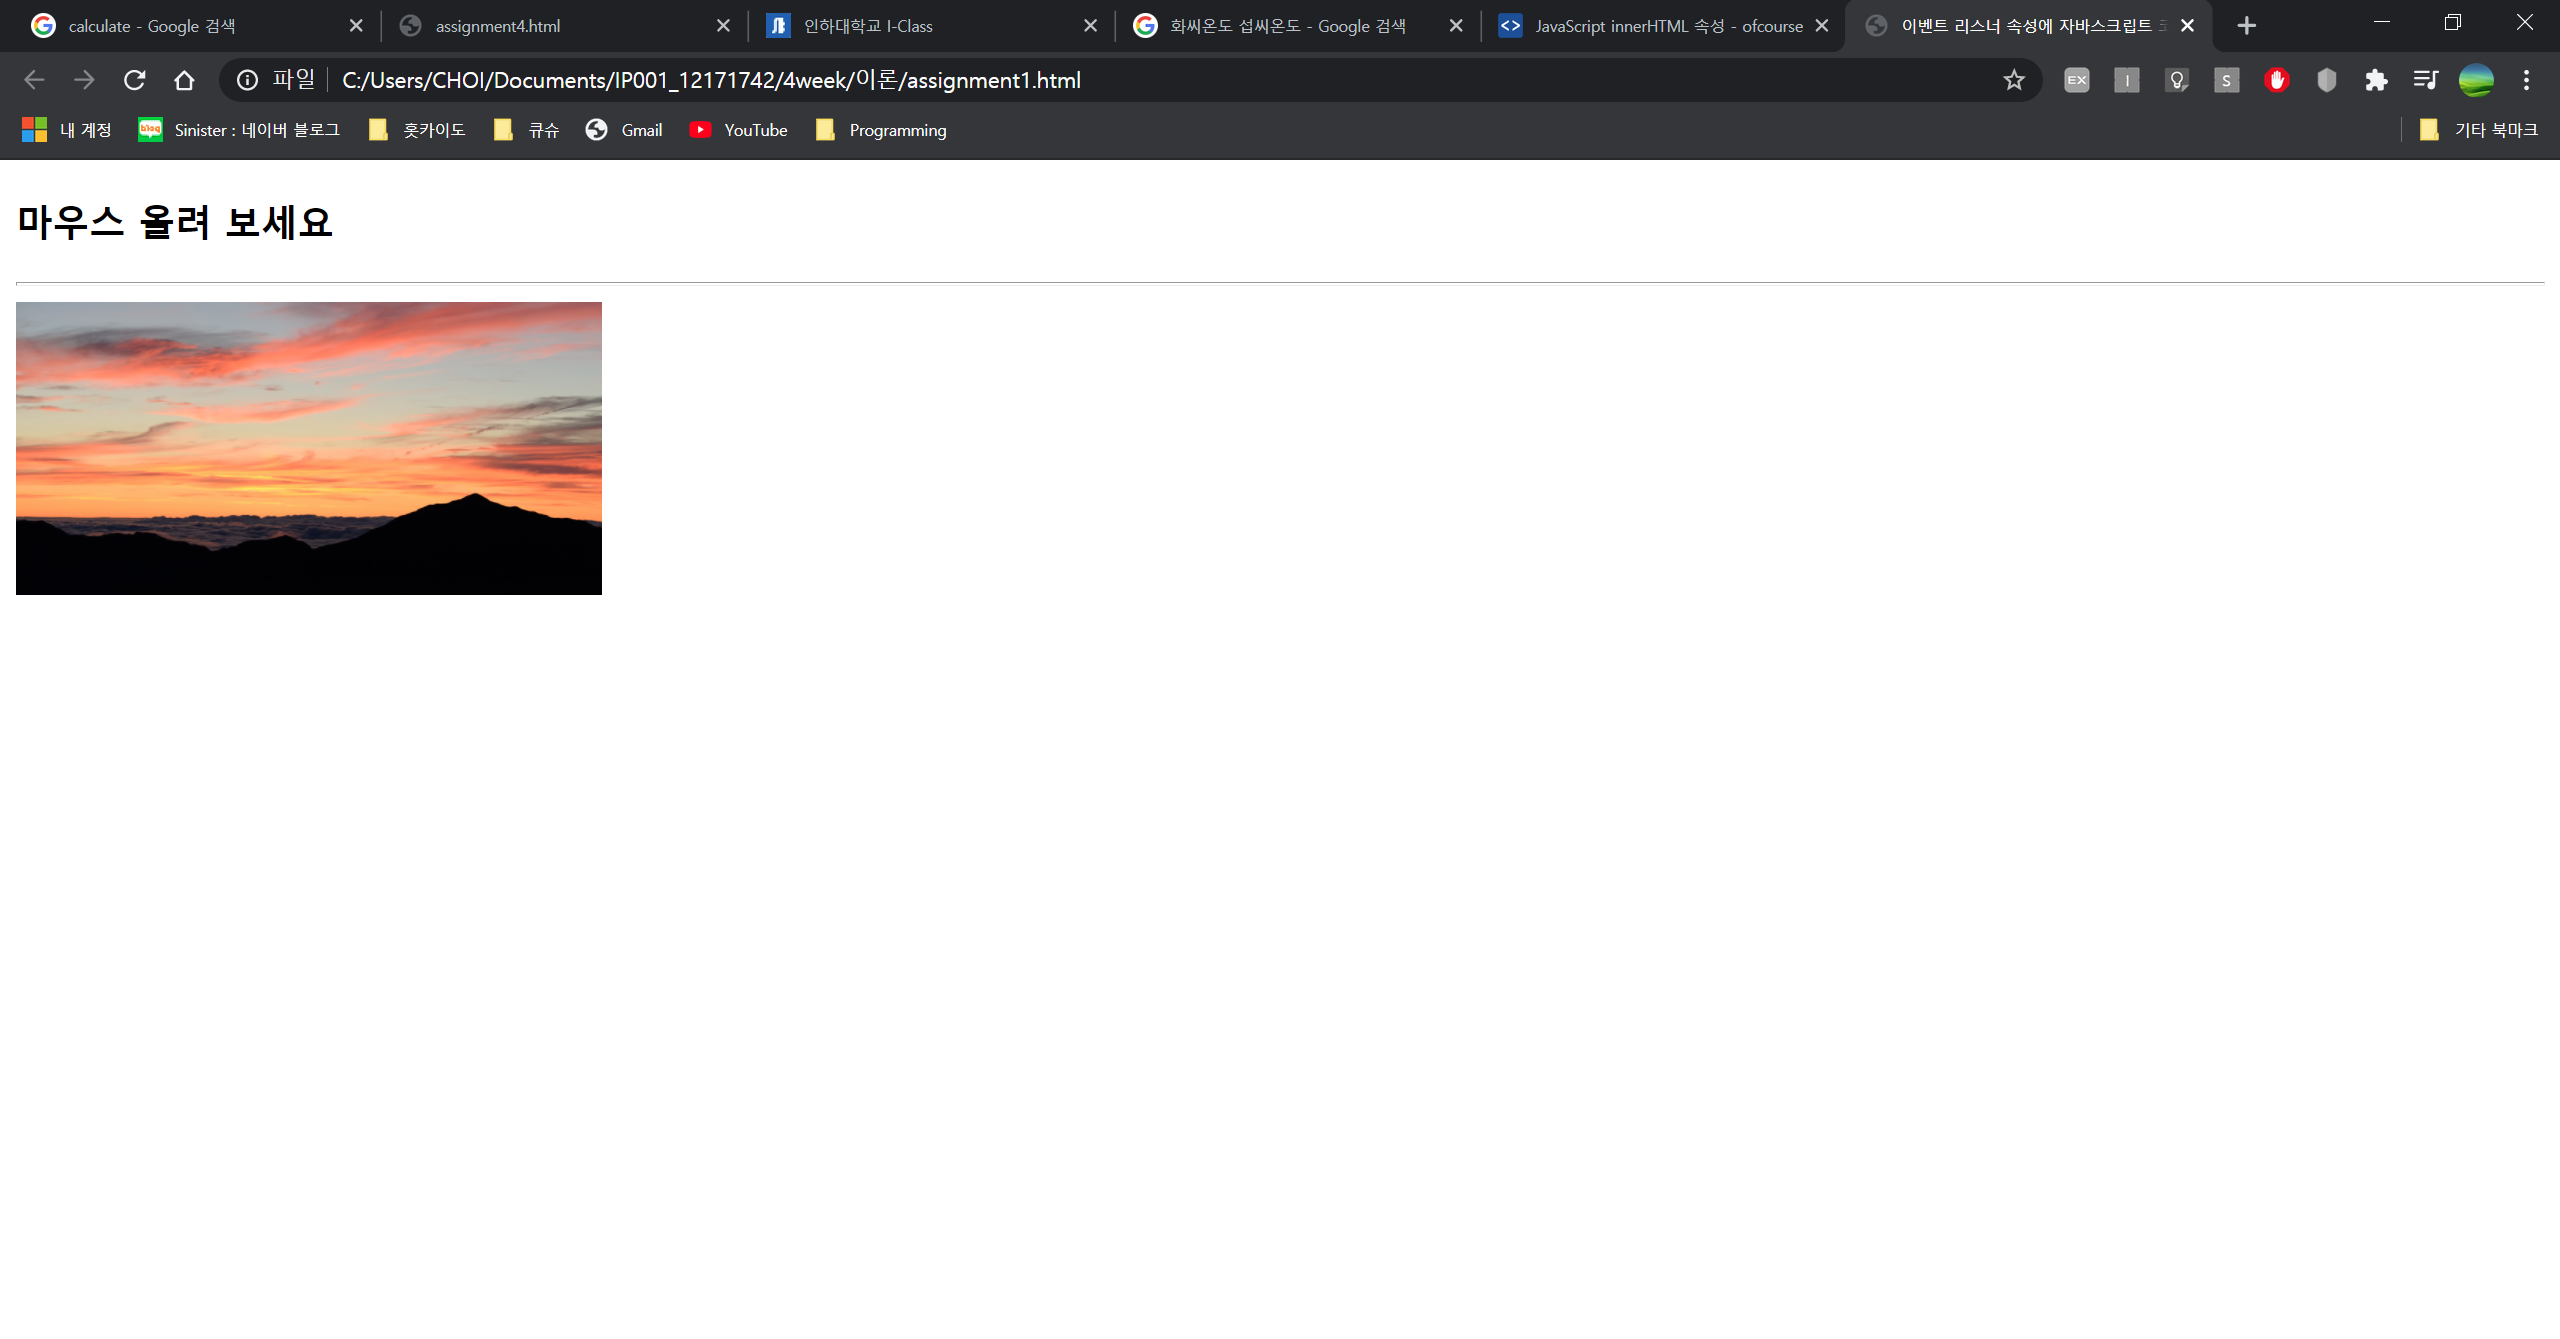 calculate - Google 검색
assignment4.html
인하대학교 I-Class
화씨온도 섭씨온도 - Google 검색
JavaScript innerHTML 속성 - ofcourse
이벤트 리스너 속성에 자바스크립트
파일
C:/Users/CHOI/Documents/IP001_12171742/4week/이론/assignment1.html
EX
I
S
내 계정
blog
Sinister : 네이버 블로그
홋카이도
큐슈
Gmail
YouTube
Programming
기타 북마크
마우스 올려 보세요